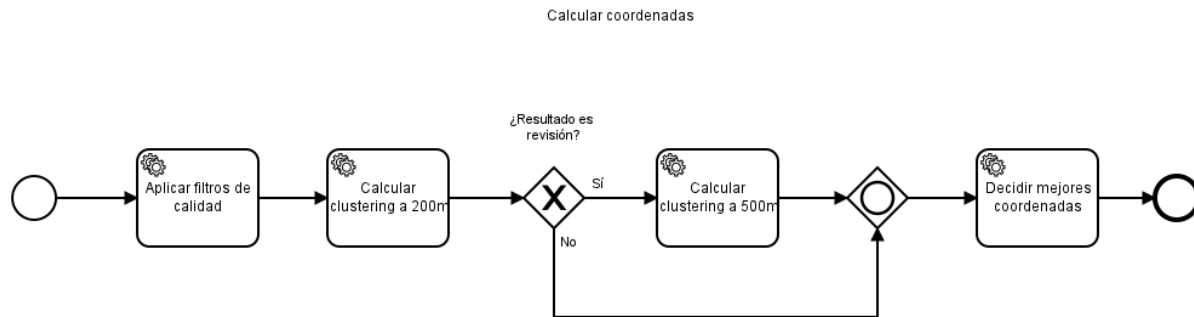 Calcular coordenadas
¿Resultado es
revisión?
Aplicar filtros de
calidad
Calcular
clustering a 200m
Sí
No
Calcular
clustering a 500m
Decidir mejores
coordenadas